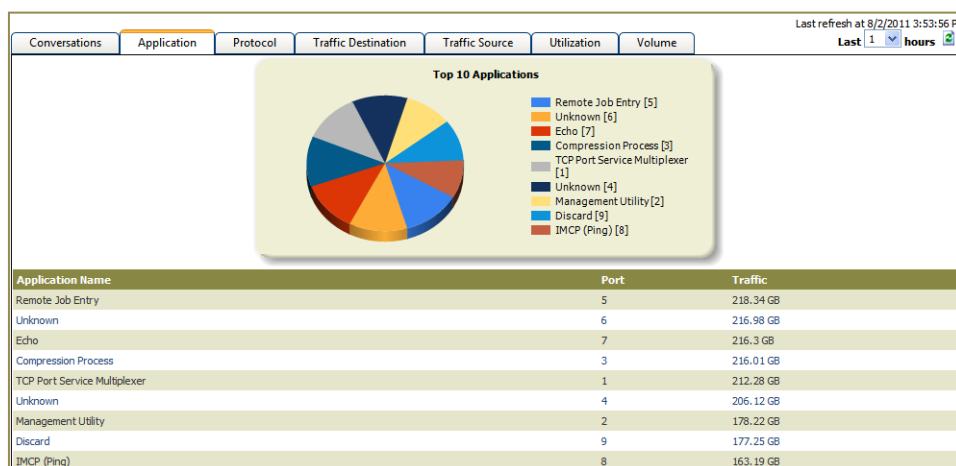 Last refresh at 8/2/2011 3:53:56 P
Conversations Application Protocol Traffic Destination Traffic Source Utilization Volume
Last 1 hours
Top 10 Applications
Remote Job Entry [5]
Unknown [6]
Echo [7]
Compression Process [3]
TCP Port Service Multiplexer
[1]
Unknown [4]
Management Utility [2]
Discard [9]
IMCP (Ping) [8]
Application Name Port Traffic
Remote Job Entry 5 218.34 GB
Unknown 6 216.98 GB
Echo 7 216.3 GB
Compression Process 3 216.01 GB
TCP Port Service Multiplexer 1 212.28 GB
Unknown 4 206.12 GB
Management Utility 2 178.22 GB
Discard 9 177.25 GB
IMCP (Ping) 8 163.19 GB